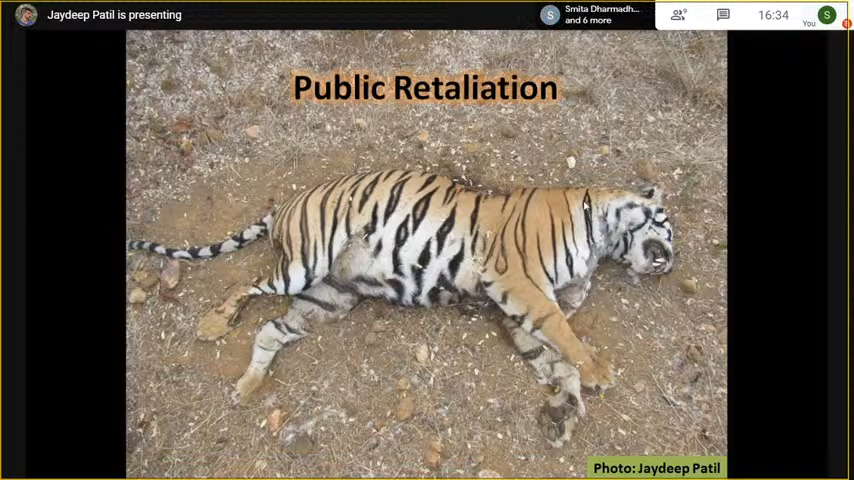 Jaydeep Patil is presenting
S
Smita Dharmadh...
and 6 more
16:34
You
S
Public Retaliation
Photo: Jaydeep Patil